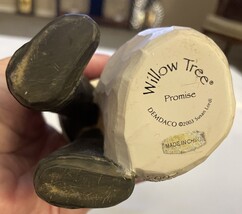 Willow Tree®
Promise
DEMDACO ©2003 Susan Lordi
MADE IN CHINA